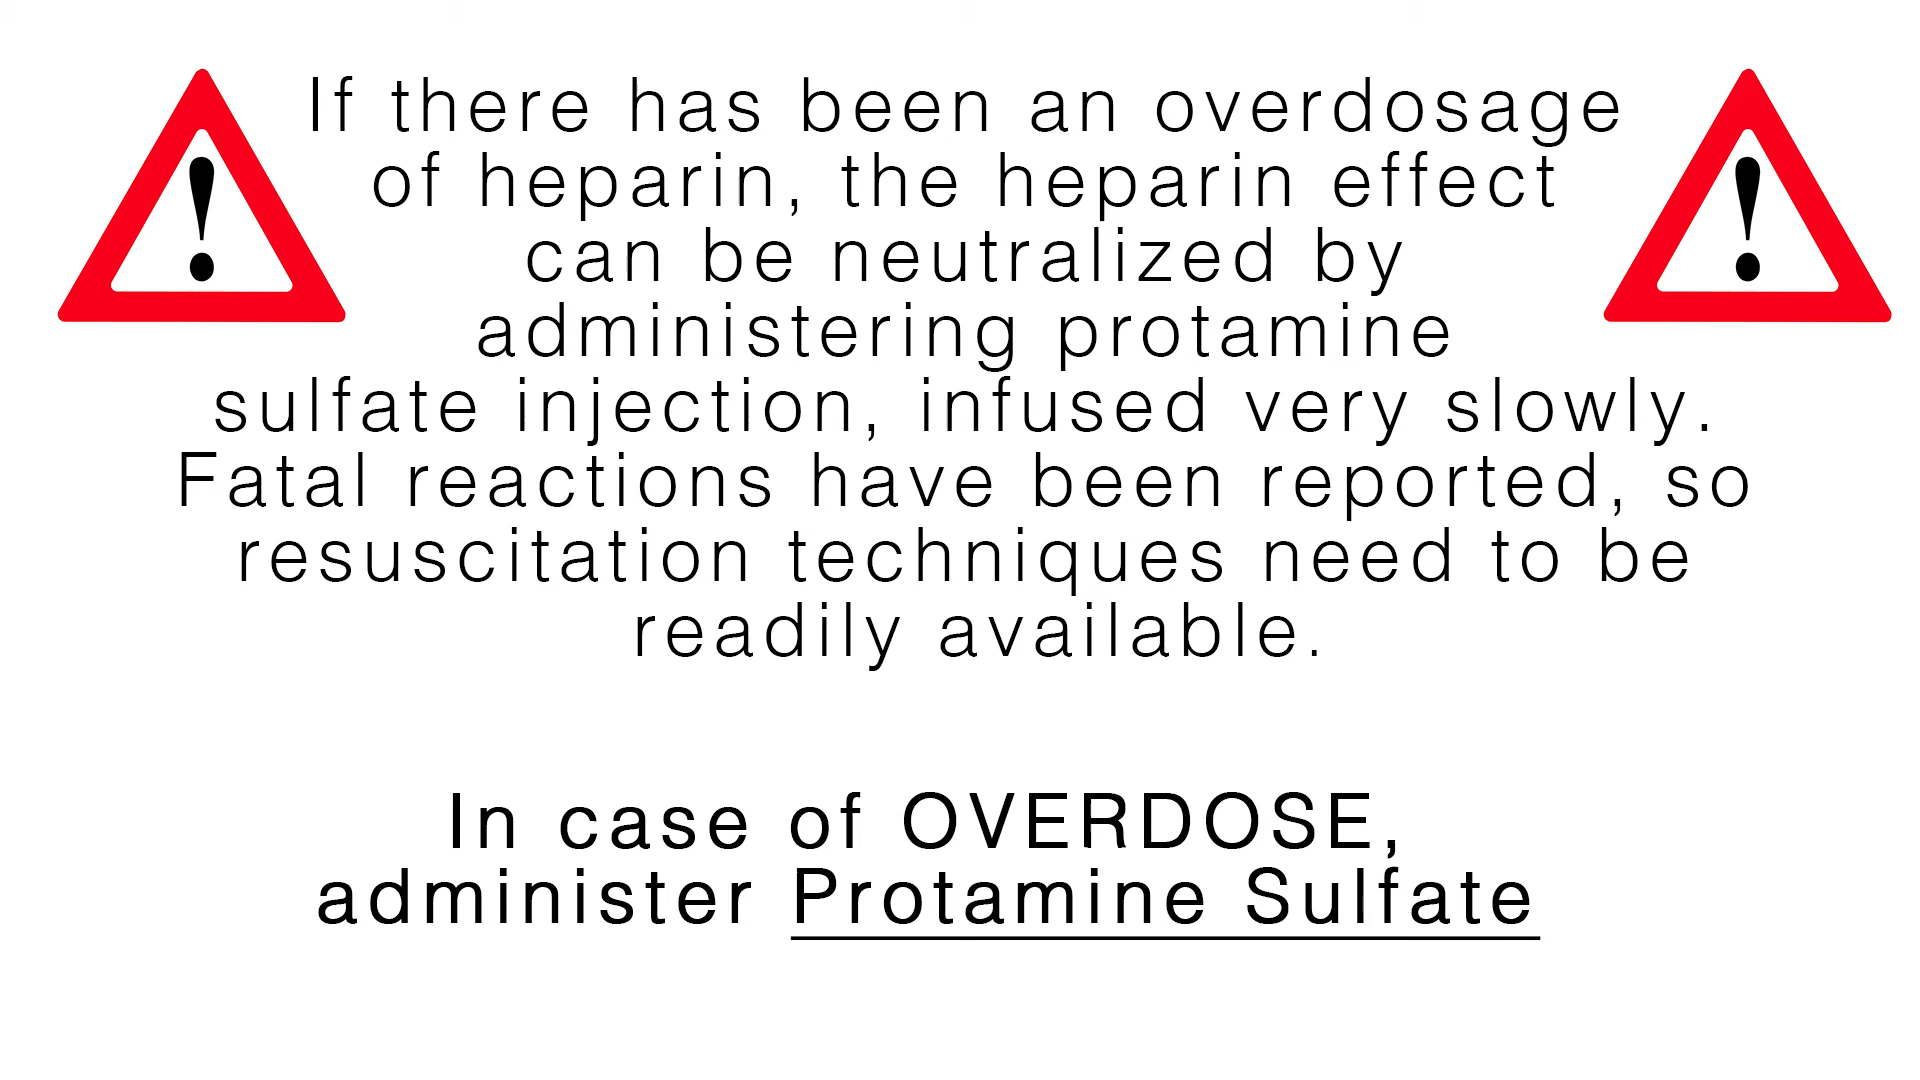 If there has been an overdosage
of heparin, the heparin effect
can be neutralized by
administering protamine
sulfate injection, infused very slowly.
Fatal reactions have been reported, so
resuscitation techniques need to be
readily available.
In case of OVERDOSE,
administer Protamine Sulfate